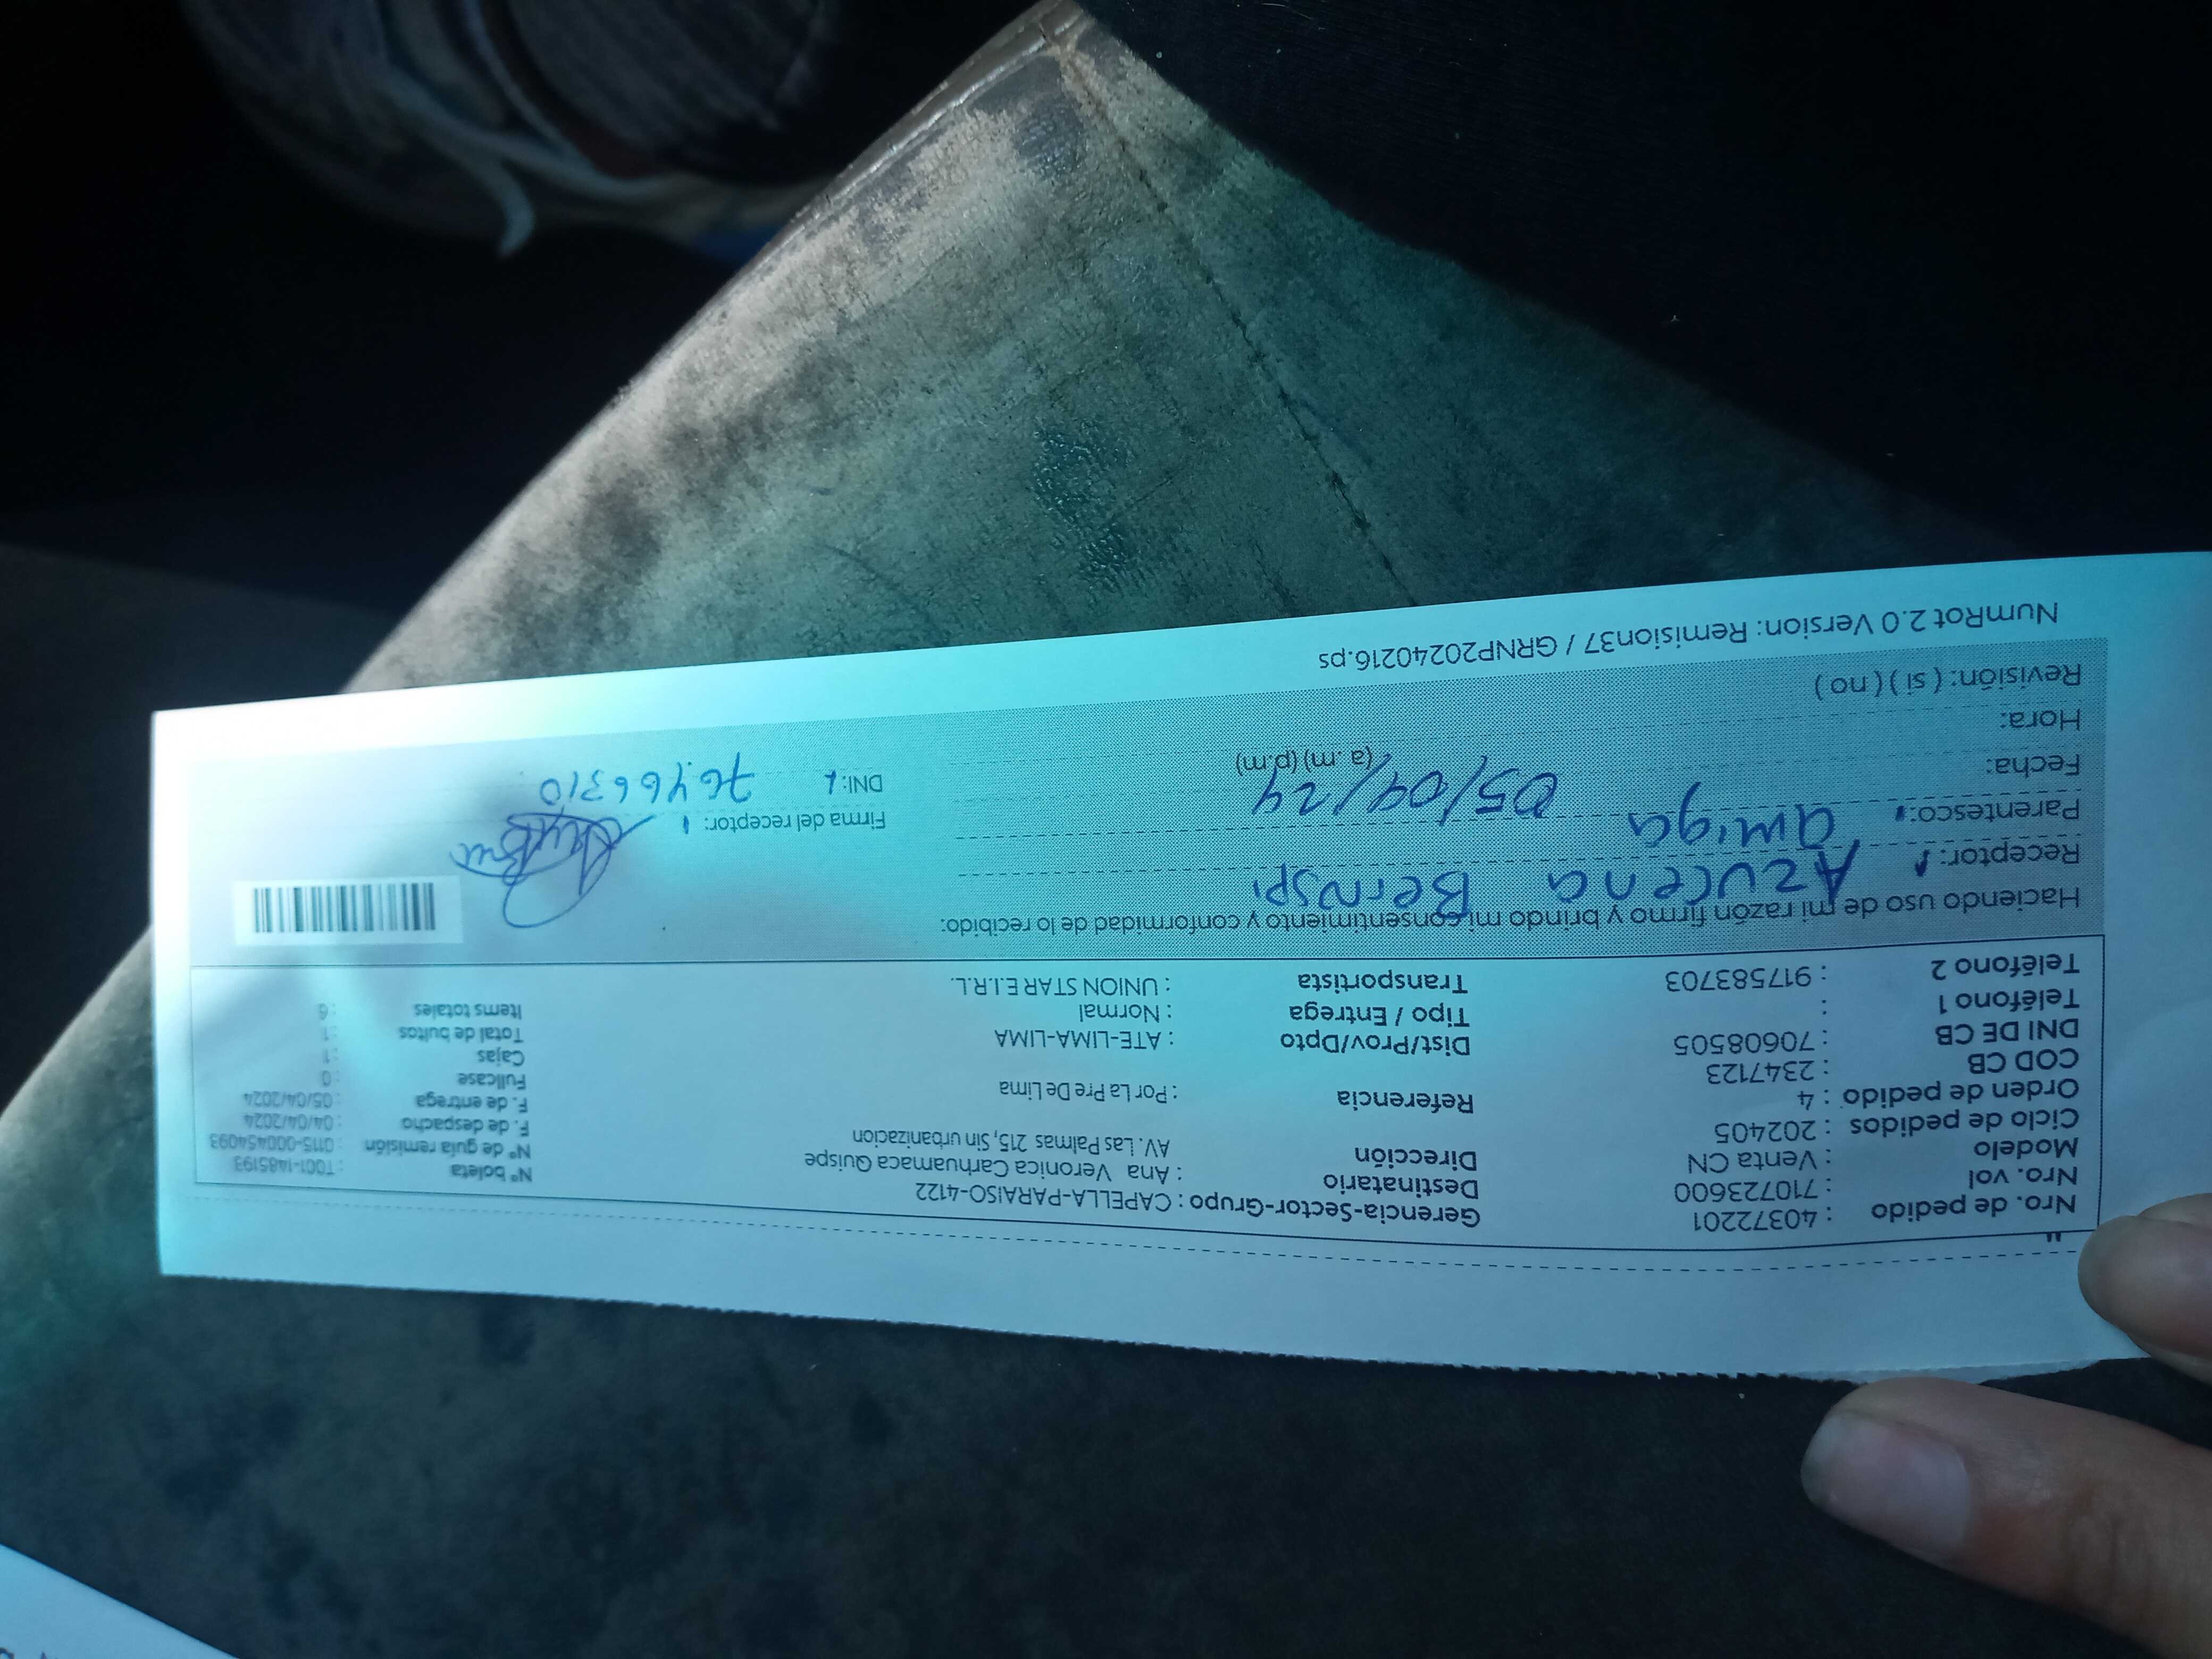 Nro. de pedido : 40372201 Gerencia-Sector-Grupo : CAPELLA-PARAISO-4122
Nro. vol : 710723600 Destinatario : Ana Veronica Carhuamaca Quispe Nº boleta : T001-1485193
Modelo : Venta CN Dirección AV. Las Palmas 215, Sin urbanizacion Nº de guía remisión : 0115-000454093
Ciclo de pedidos : 202405 F. de despacho : 04/04/2024
Orden de pedido : 4 Referencia : Por La Pre De Lima F. de entrega : 05/04/2024
COD CB : 2347123 Fullcase : 0
DNI DE CB : 70608505 Dist/Prov/Dpto : ATE-LIMA-LIMA Cajas : 1
Teléfono 1 : Tipo / Entrega : Normal Total de bultos : 1
Teléfono 2 : 917583703 Transportista : UNION STAR E.I.R.L. Items totales : 6
Haciendo uso de mi razón firmo y brindo mi consentimiento y conformidad de lo recibido:
Receptor: Azucena
Parentesco: amiga Firma del receptor:
Fecha: 05/04/24 DNI: 76466310
Hora: (a. m) (p.m)
Revisión: ( si ) ( no )
NumRot 2.0 Version: Remision37 / GRNP20240216.ps